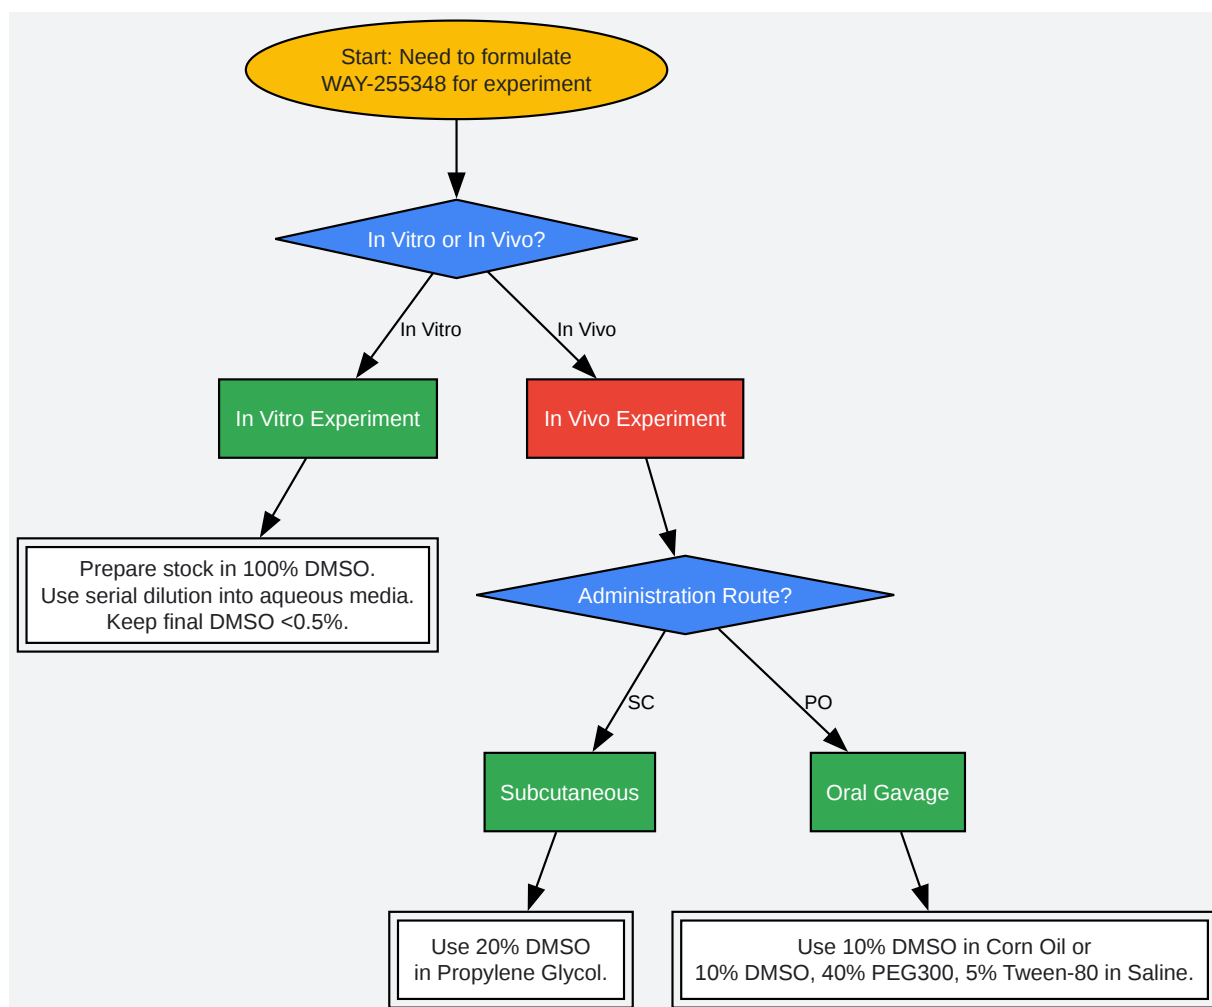 Start: Need to formulate
WAY-255348 for experiment
In Vitro or In Vivo?
In Vitro
In Vivo
In Vitro Experiment
In Vivo Experiment
Prepare stock in 100% DMSO.
Use serial dilution into aqueous media.
Keep final DMSO <0.5%.
Administration Route?
SC
PO
Subcutaneous
Oral Gavage
Use 20% DMSO
in Propylene Glycol.
Use 10% DMSO in Corn Oil or
10% DMSO, 40% PEG300, 5% Tween-80 in Saline.